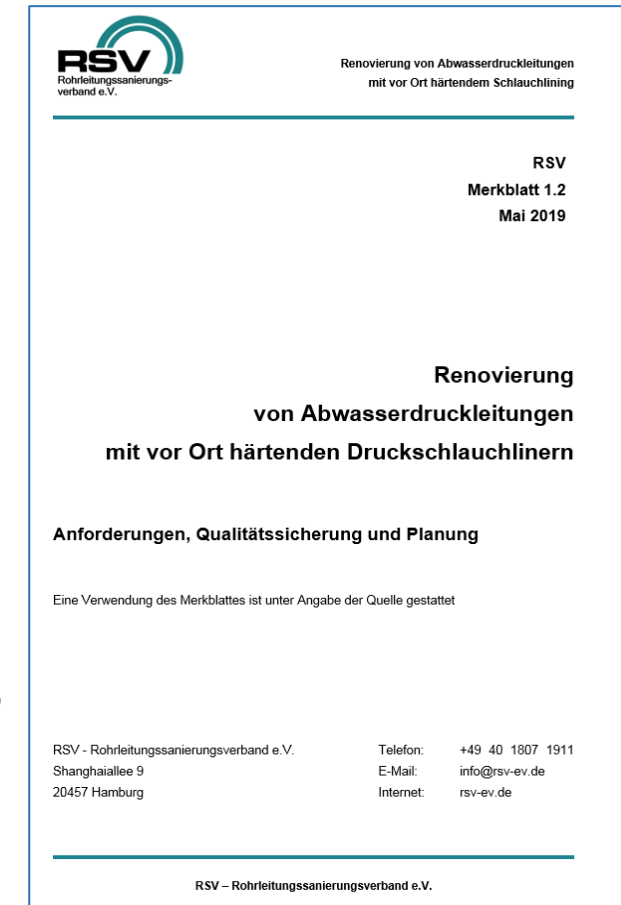 RSV
Rohrleitungssanierungs-
verband e.V.
Renovierung von Abwasserdruckleitungen
mit vor Ort härtendem Schlauchlining
RSV
Merkblatt 1.2
Mai 2019
Renovierung
von Abwasserdruckleitungen
mit vor Ort härtenden Druckschlauchlinern
Anforderungen, Qualitätssicherung und Planung
Eine Verwendung des Merkblattes ist unter Angabe der Quelle gestattet
RSV - Rohrleitungssanierungsverband e.V. Telefon: +49 40 1807 1911
Shanghaiallee 9 E-Mail: info@rsv-ev.de
20457 Hamburg Internet: rsv-ev.de
RSV – Rohrleitungssanierungsverband e.V.